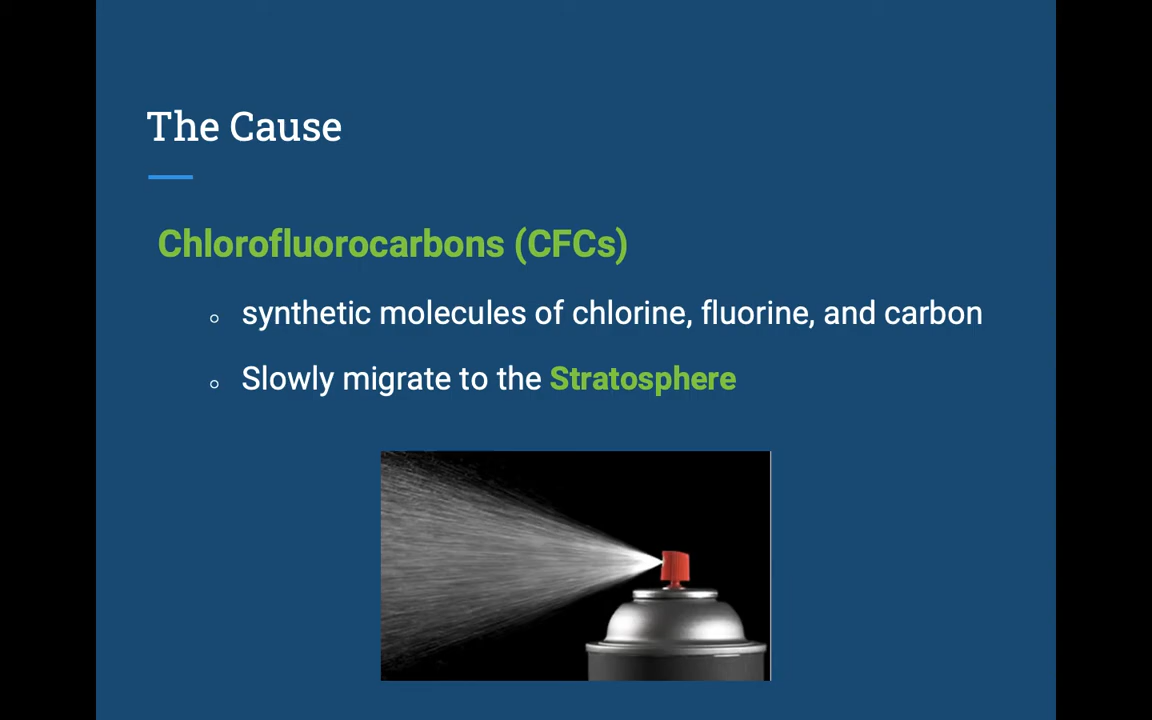 The Cause
Chlorofluorocarbons (CFCs)
synthetic molecules of chlorine, fluorine, and carbon
Slowly migrate to the Stratosphere